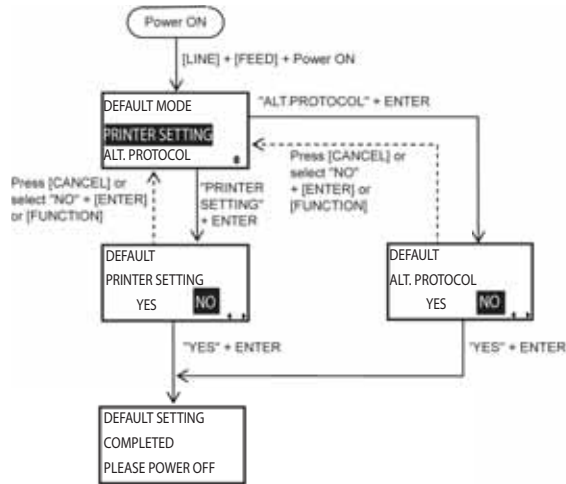 Power ON
[LINE] + [FEED] + Power ON
DEFAULT MODE
PRINTER SETTING
ALT. PROTOCOL
"ALT.PROTOCOL" + ENTER
Press [CANCEL] or
select "NO" + [ENTER]
or [FUNCTION]
"PRINTER
SETTING"
+ ENTER
Press [CANCEL] or
select "NO"
+ [ENTER] or
[FUNCTION]
DEFAULT
PRINTER SETTING
YES NO
DEFAULT
ALT. PROTOCOL
YES NO
"YES" + ENTER
"YES" + ENTER
DEFAULT SETTING
COMPLETED
PLEASE POWER OFF